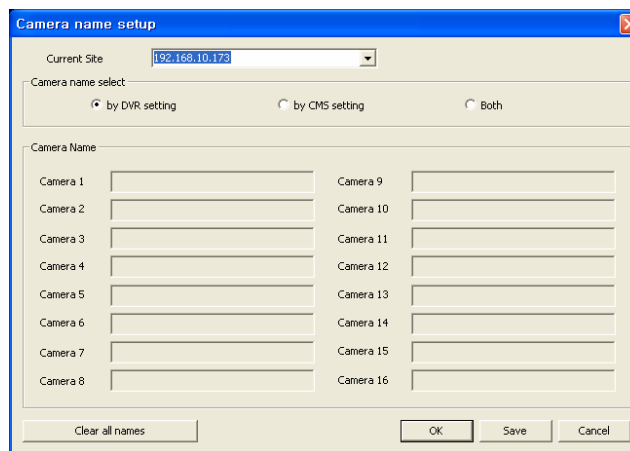 Camera name setup
Current Site 192.168.10.173
Camera name select
by DVR setting by CMS setting Both
Camera Name
Camera 1 Camera 9
Camera 2 Camera 10
Camera 3 Camera 11
Camera 4 Camera 12
Camera 5 Camera 13
Camera 6 Camera 14
Camera 7 Camera 15
Camera 8 Camera 16
Clear all names OK Save Cancel